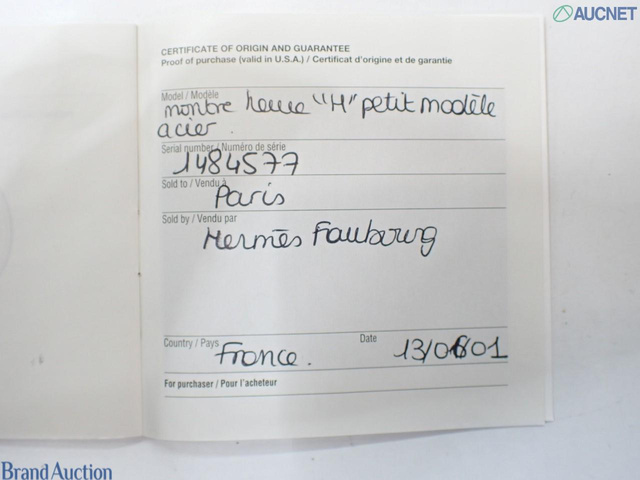 AUCNET
CERTIFICATE OF ORIGIN AND GUARANTEE
Proof of purchase (valid in U.S.A.) / Certificat d'origine et de garantie
Model / Modèle
montre heure "H" petit modèle
acier.
Serial number / Numéro de série
1484577
Sold to / Vendu à
Paris
Sold by / Vendu par
Hermès Faubourg
Country / Pays France. Date 13/0601
For purchaser / Pour l'acheteur
Brand Auction